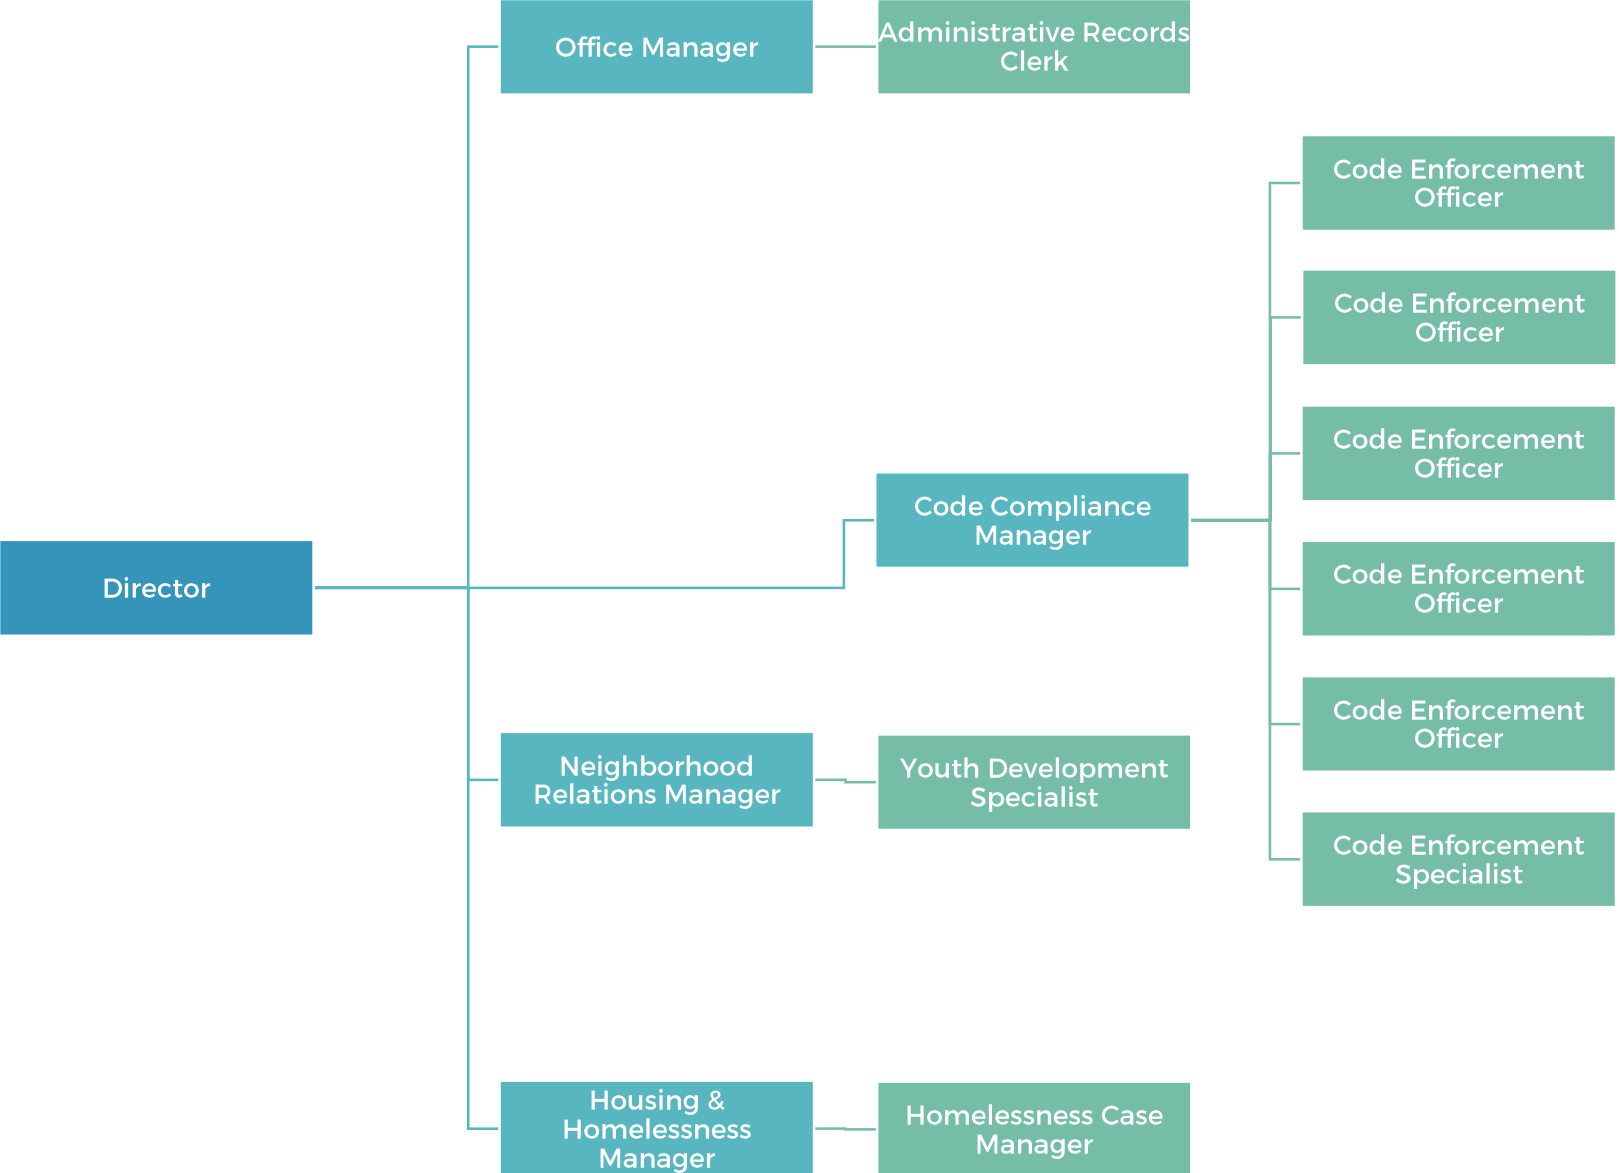 Office Manager
Administrative Records
Clerk
Code Enforcement
Officer
Code Enforcement
Officer
Code Enforcement
Officer
Code Compliance
Manager
Director
Code Enforcement
Officer
Code Enforcement
Officer
Neighborhood
Relations Manager
Youth Development
Specialist
Code Enforcement
Specialist
Housing &
Homelessness
Manager
Homelessness Case
Manager